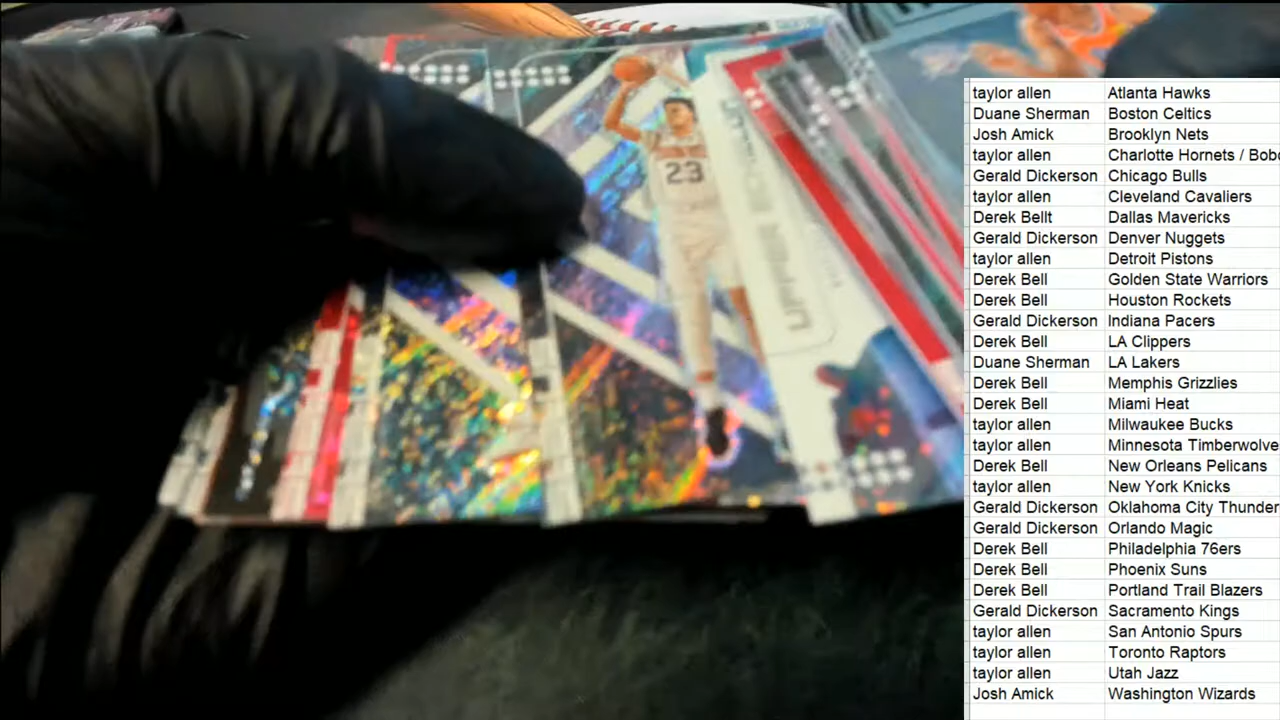 23
UPPER ECHELON
taylor allen Atlanta Hawks
Duane Sherman Boston Celtics
Josh Amick Brooklyn Nets
taylor allen Charlotte Hornets / Bobc
Gerald Dickerson Chicago Bulls
taylor allen Cleveland Cavaliers
Derek Bellt Dallas Mavericks
Gerald Dickerson Denver Nuggets
taylor allen Detroit Pistons
Derek Bell Golden State Warriors
Derek Bell Houston Rockets
Gerald Dickerson Indiana Pacers
Derek Bell LA Clippers
Duane Sherman LA Lakers
Derek Bell Memphis Grizzlies
Derek Bell Miami Heat
taylor allen Milwaukee Bucks
taylor allen Minnesota Timberwolve
Derek Bell New Orleans Pelicans
taylor allen New York Knicks
Gerald Dickerson Oklahoma City Thunder
Gerald Dickerson Orlando Magic
Derek Bell Philadelphia 76ers
Derek Bell Phoenix Suns
Derek Bell Portland Trail Blazers
Gerald Dickerson Sacramento Kings
taylor allen San Antonio Spurs
taylor allen Toronto Raptors
taylor allen Utah Jazz
Josh Amick Washington Wizards